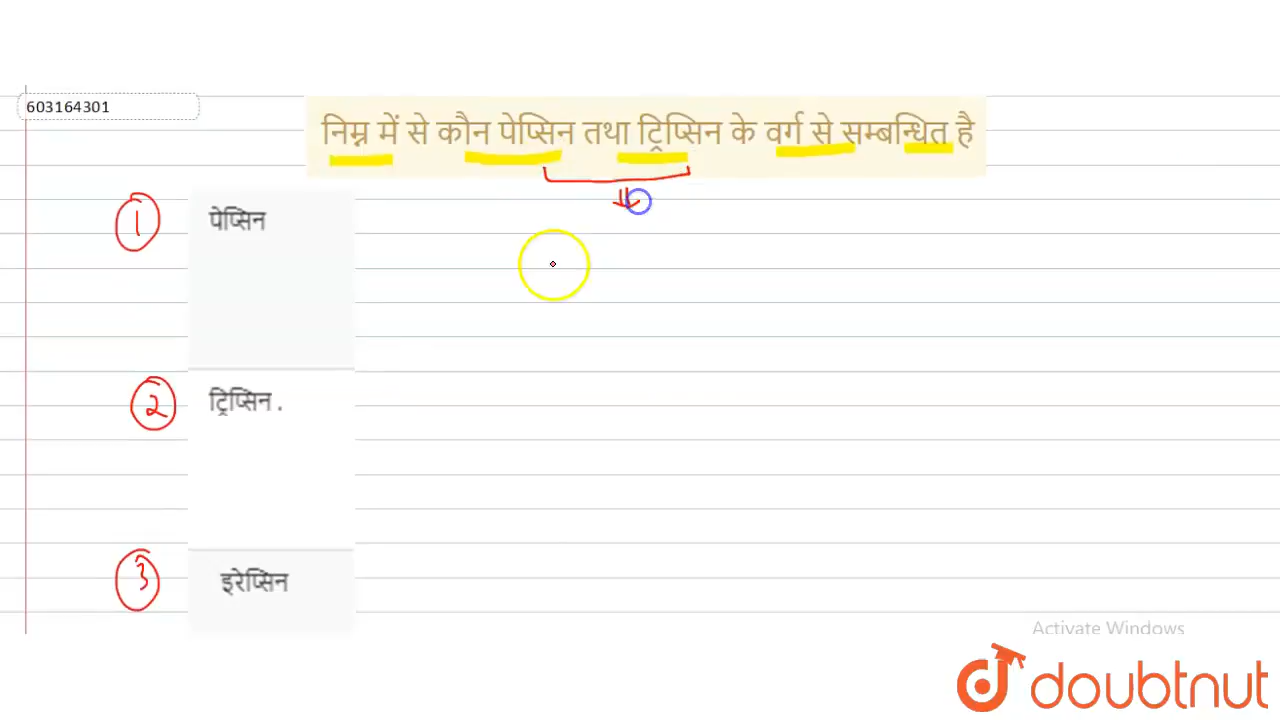 603164301
निम्न में से कौन पेप्सिन तथा ट्रिप्सिन के वर्ग से सम्बन्धित है
1 पेप्सिन
2 ट्रिप्सिन .
3 इरेप्सिन
Activate Windows
doubtnut